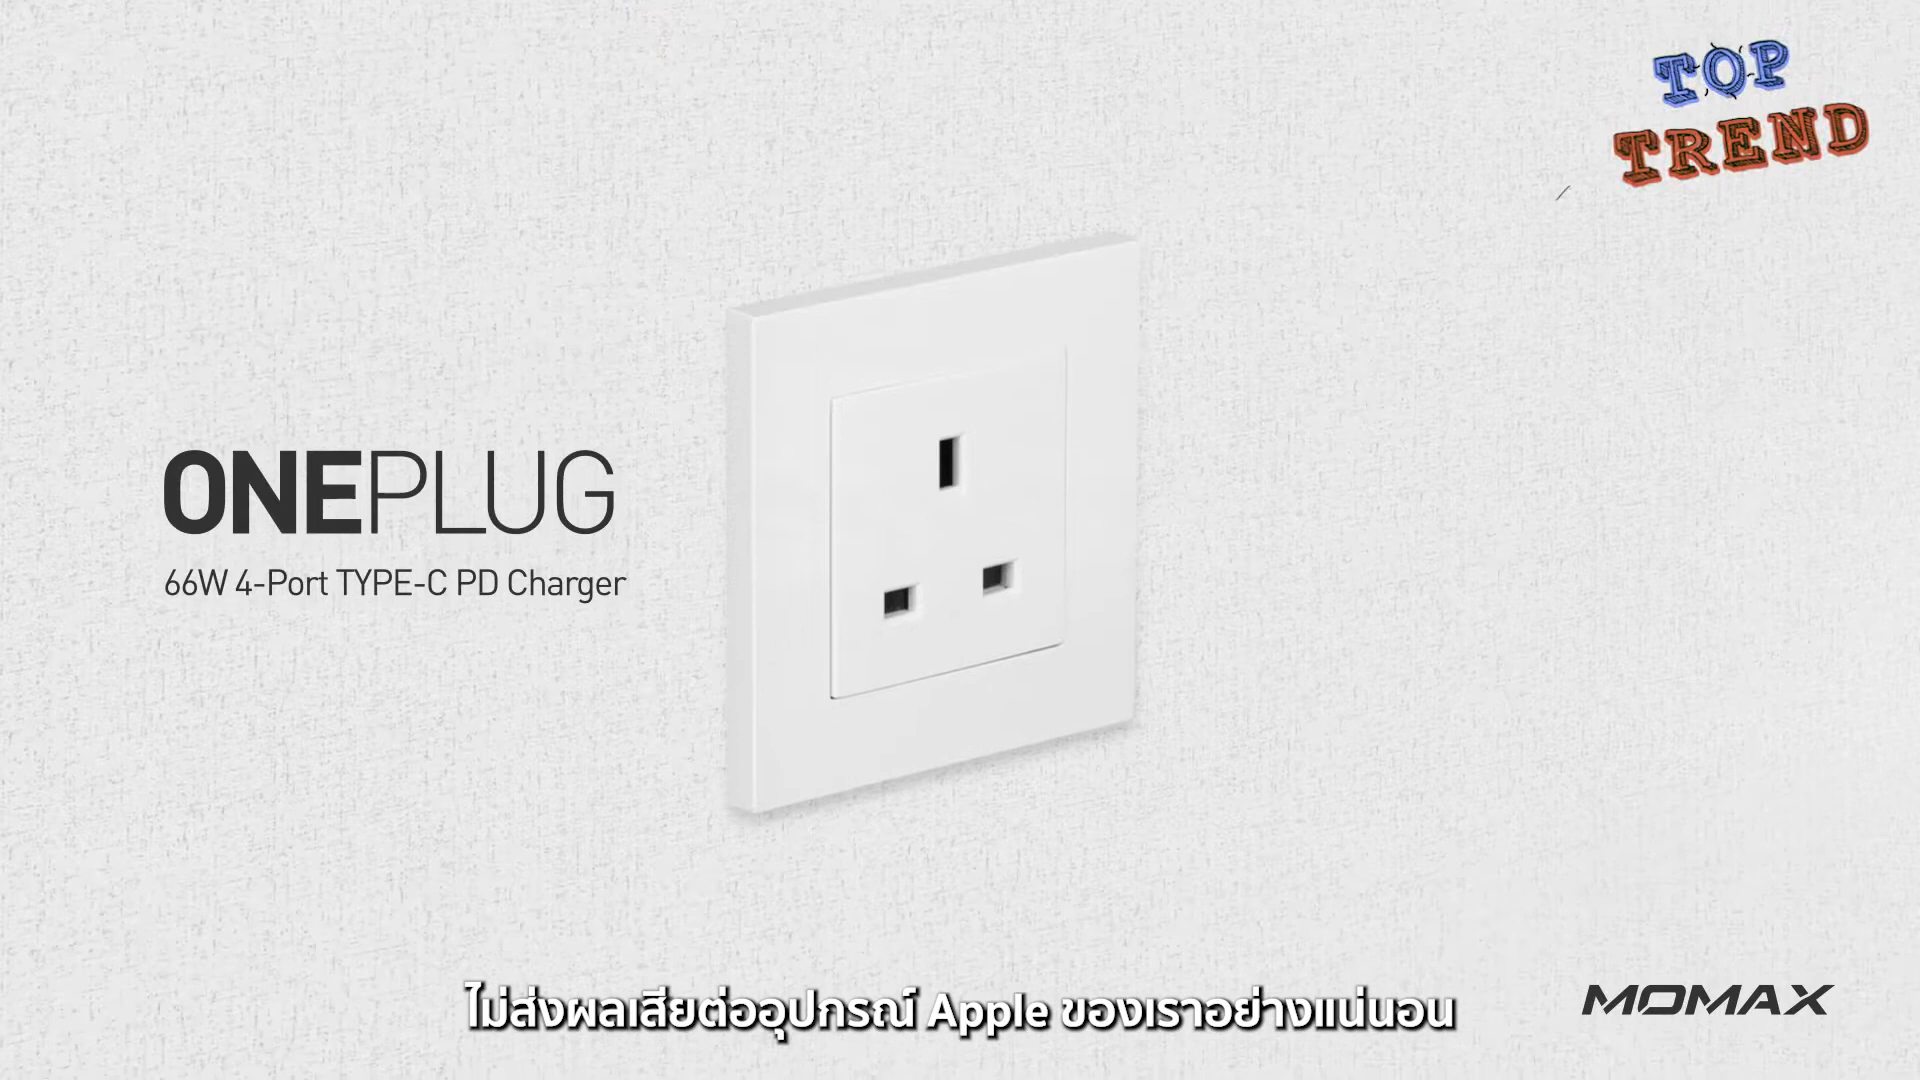 TOP
TREND
ONEPLUG
66W 4-Port TYPE-C PD Charger
ไม่ส่งผลเสียต่ออุปกรณ์ Apple ของเราอย่างแน่นอน
MOMAX